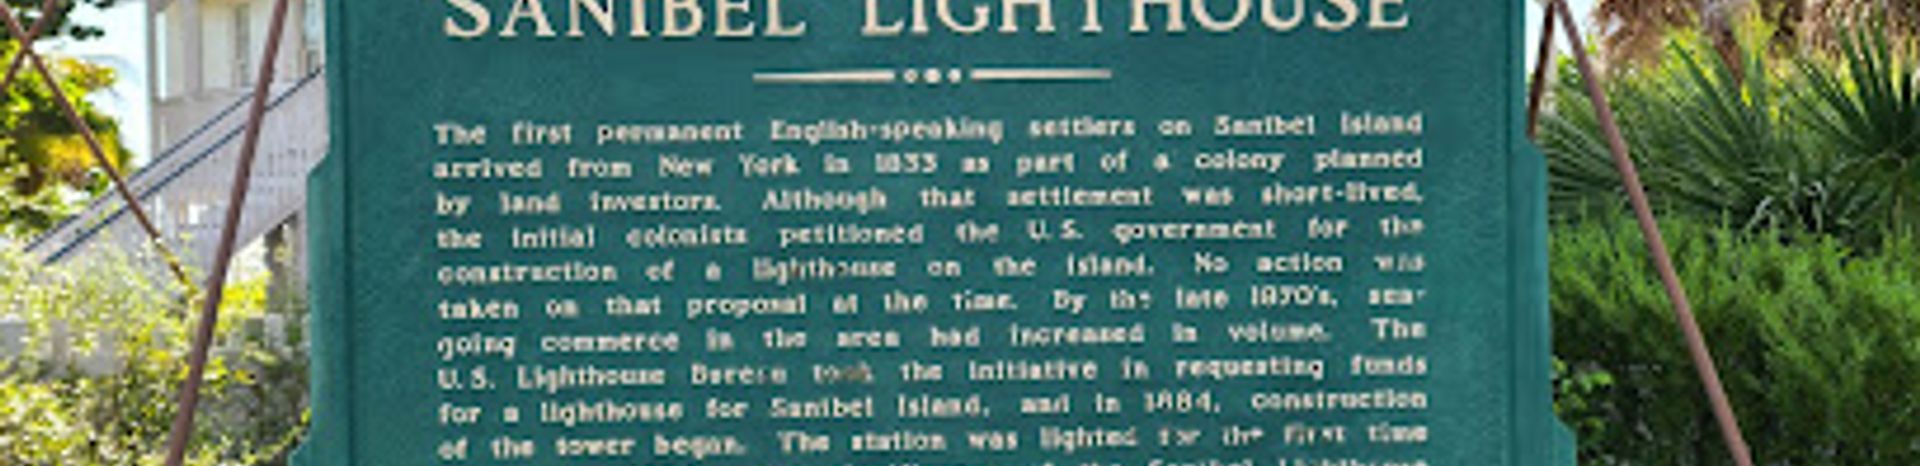 SANIBEL LIGHTHOUSE
The first permanent English-speaking settlers on Sanibel Island
arrived from New York in 1833 as part of a colony planned
by land investors. Although that settlement was short-lived,
the initial colonists petitioned the U.S. government for the
construction of a lighthouse on the island. No action was
taken on that proposal at the time. By the late 1870's, sea-
going commerce in the area had increased in volume. The
U.S. Lighthouse Bureau took the initiative in requesting funds
for a lighthouse for Sanibel Island, and in 1884, construction
of the tower began. The station was lighted for the first time